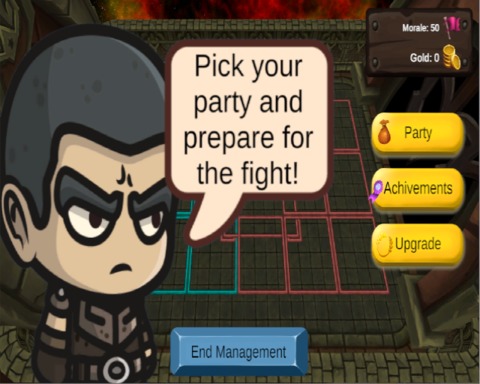 Morale: 50
Gold: 0
Pick your
party and
prepare for
the fight!
Party
Achivements
Upgrade
End Management